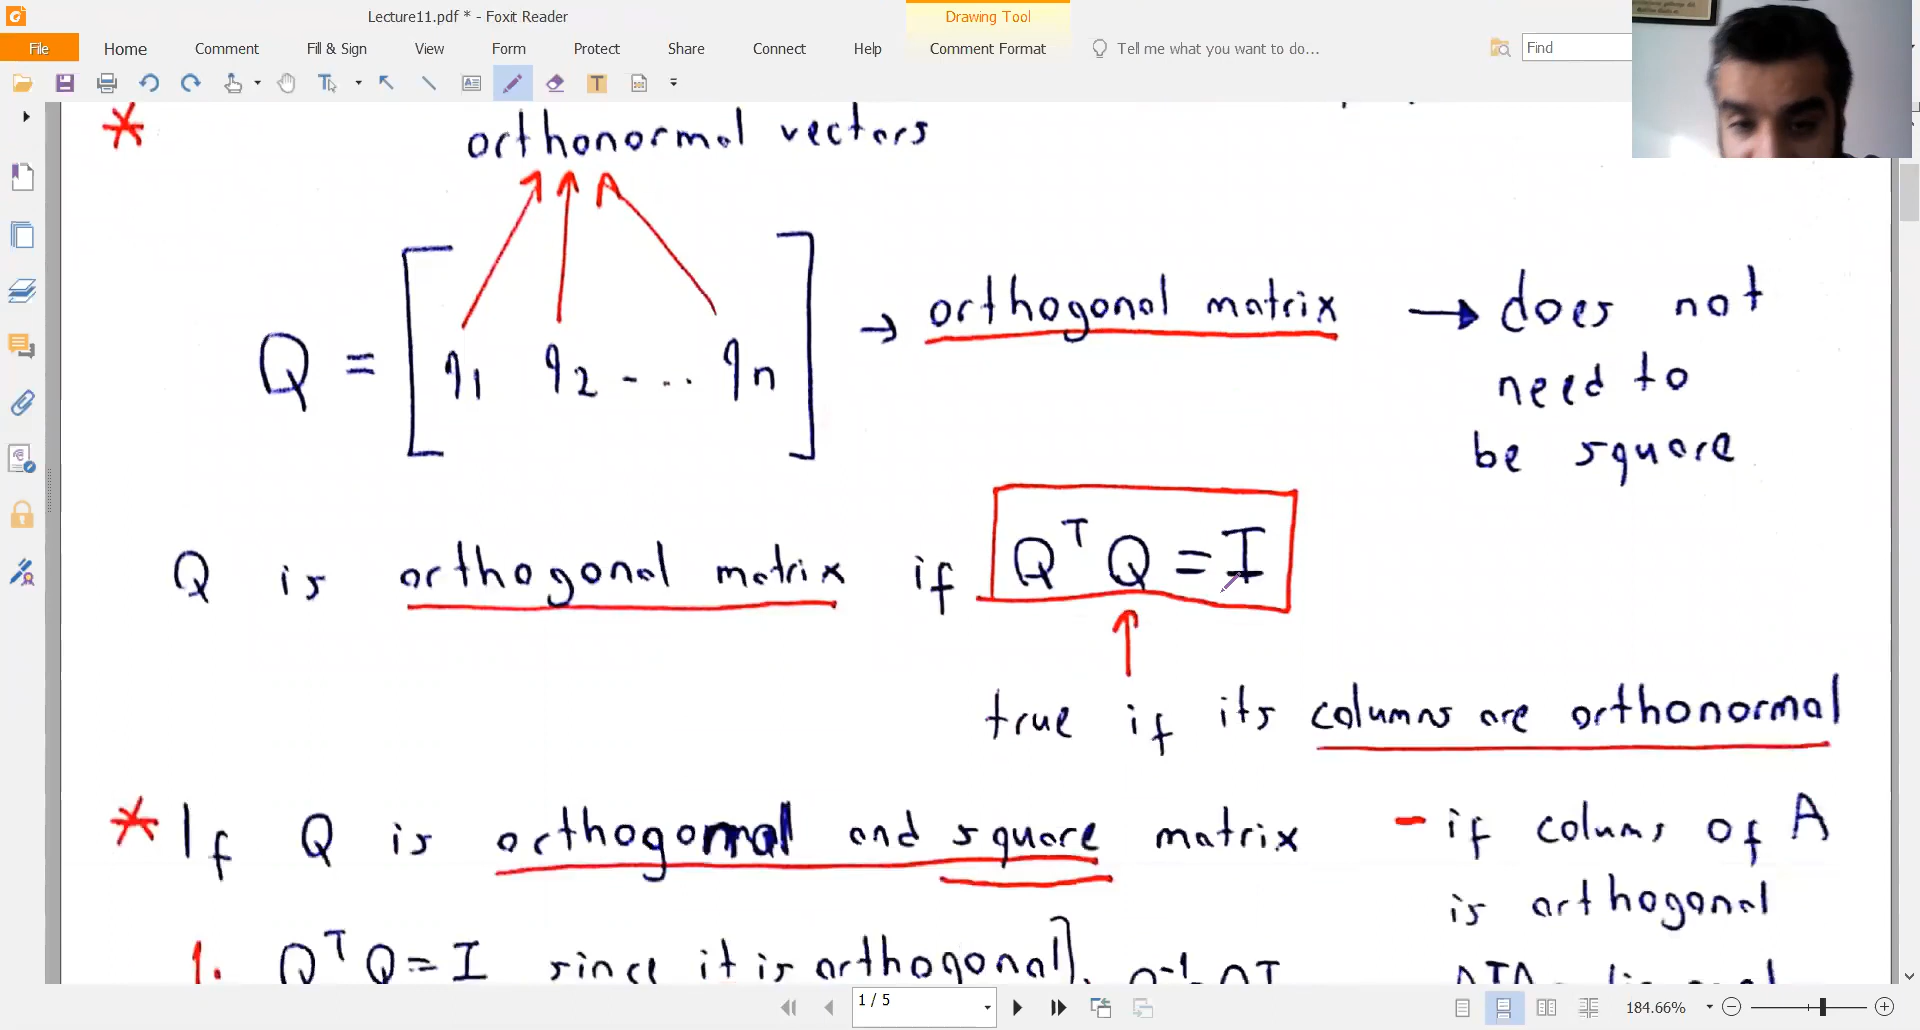 Lecture11.pdf * - Foxit Reader
Drawing Tool
File Home Comment Fill & Sign View Form Protect Share Connect Help Comment Format Tell me what you want to do... Find
* orthonormal vectors
Q = [ q1 q2 - ... qn ] → orthogonal matrix → does not
need to
be square
Q is orthogonal matrix if Q^T Q = I
true if its columns are orthonormal
* If Q is orthogonal and square matrix
- if colums of A
is orthogonal
1. Q^T Q = I since it is orthogonal
1 / 5
184.66%